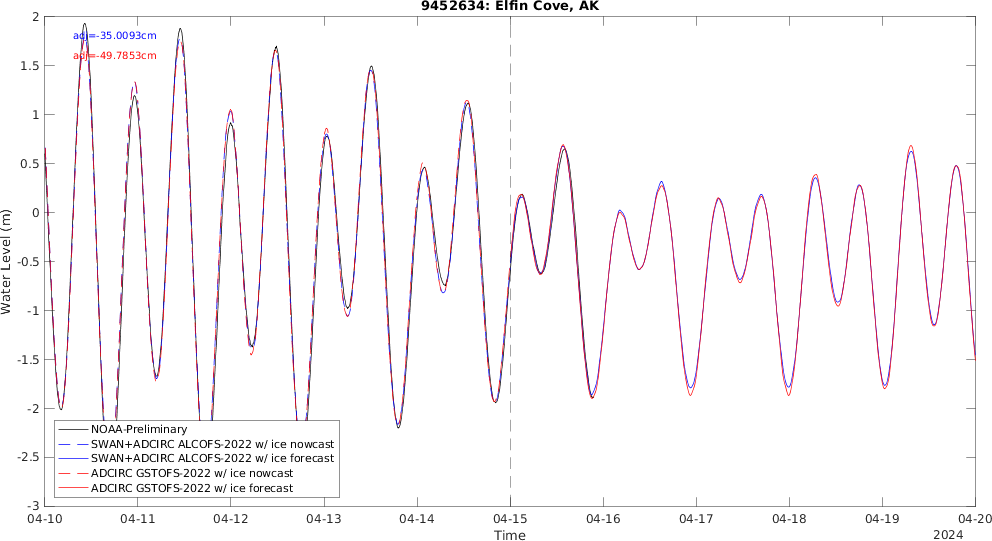 9452634: Elfin Cove, AK
adj=-35.0093cm
adj=-49.7853cm
Water Level (m)
2
1.5
1
0.5
0
-0.5
-1
-1.5
-2
-2.5
-3
NOAA-Preliminary
SWAN+ADCIRC ALCOFS-2022 w/ ice nowcast
SWAN+ADCIRC ALCOFS-2022 w/ ice forecast
ADCIRC GSTOFS-2022 w/ ice nowcast
ADCIRC GSTOFS-2022 w/ ice forecast
04-10 04-11 04-12 04-13 04-14 04-15 04-16 04-17 04-18 04-19 04-20
Time
2024